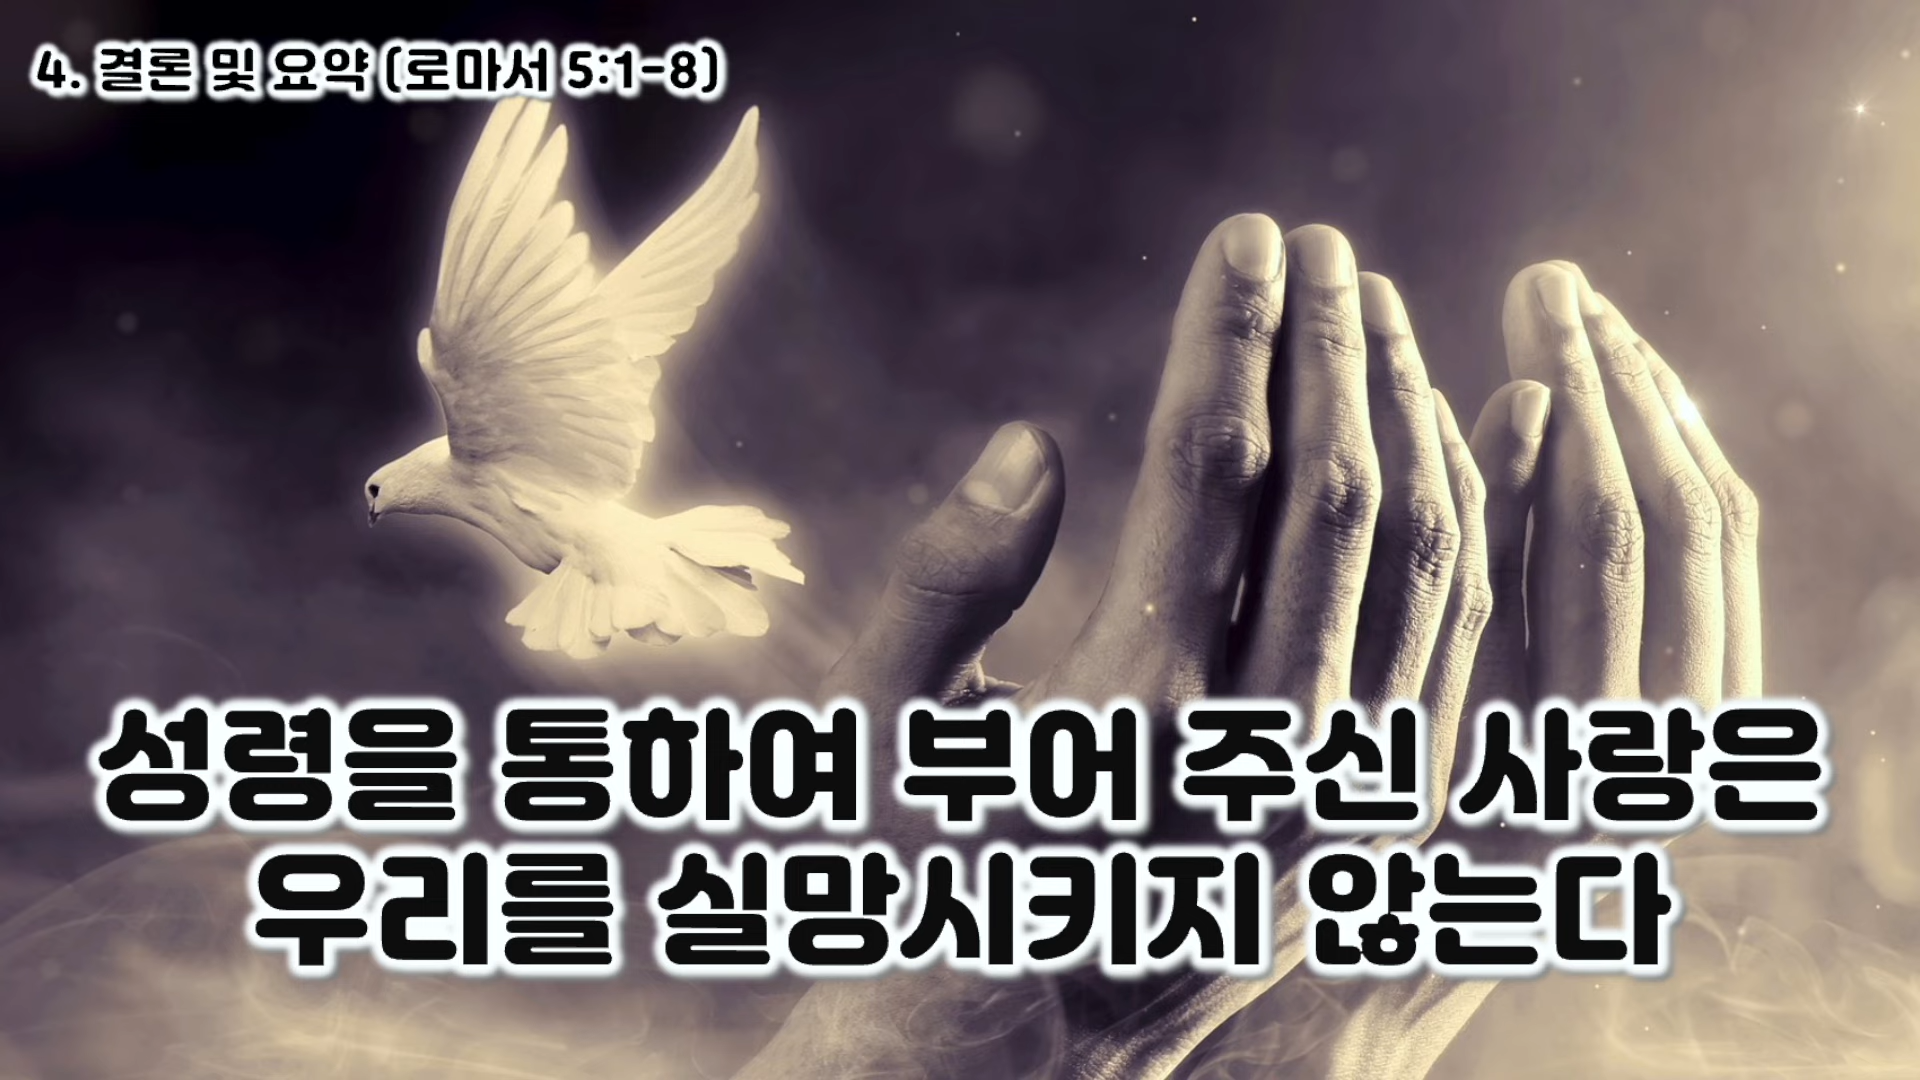 4. 결론 및 요약 (로마서 5:1-8)
성령을 통하여 부어 주신 사랑은
우리를 실망시키지 않는다